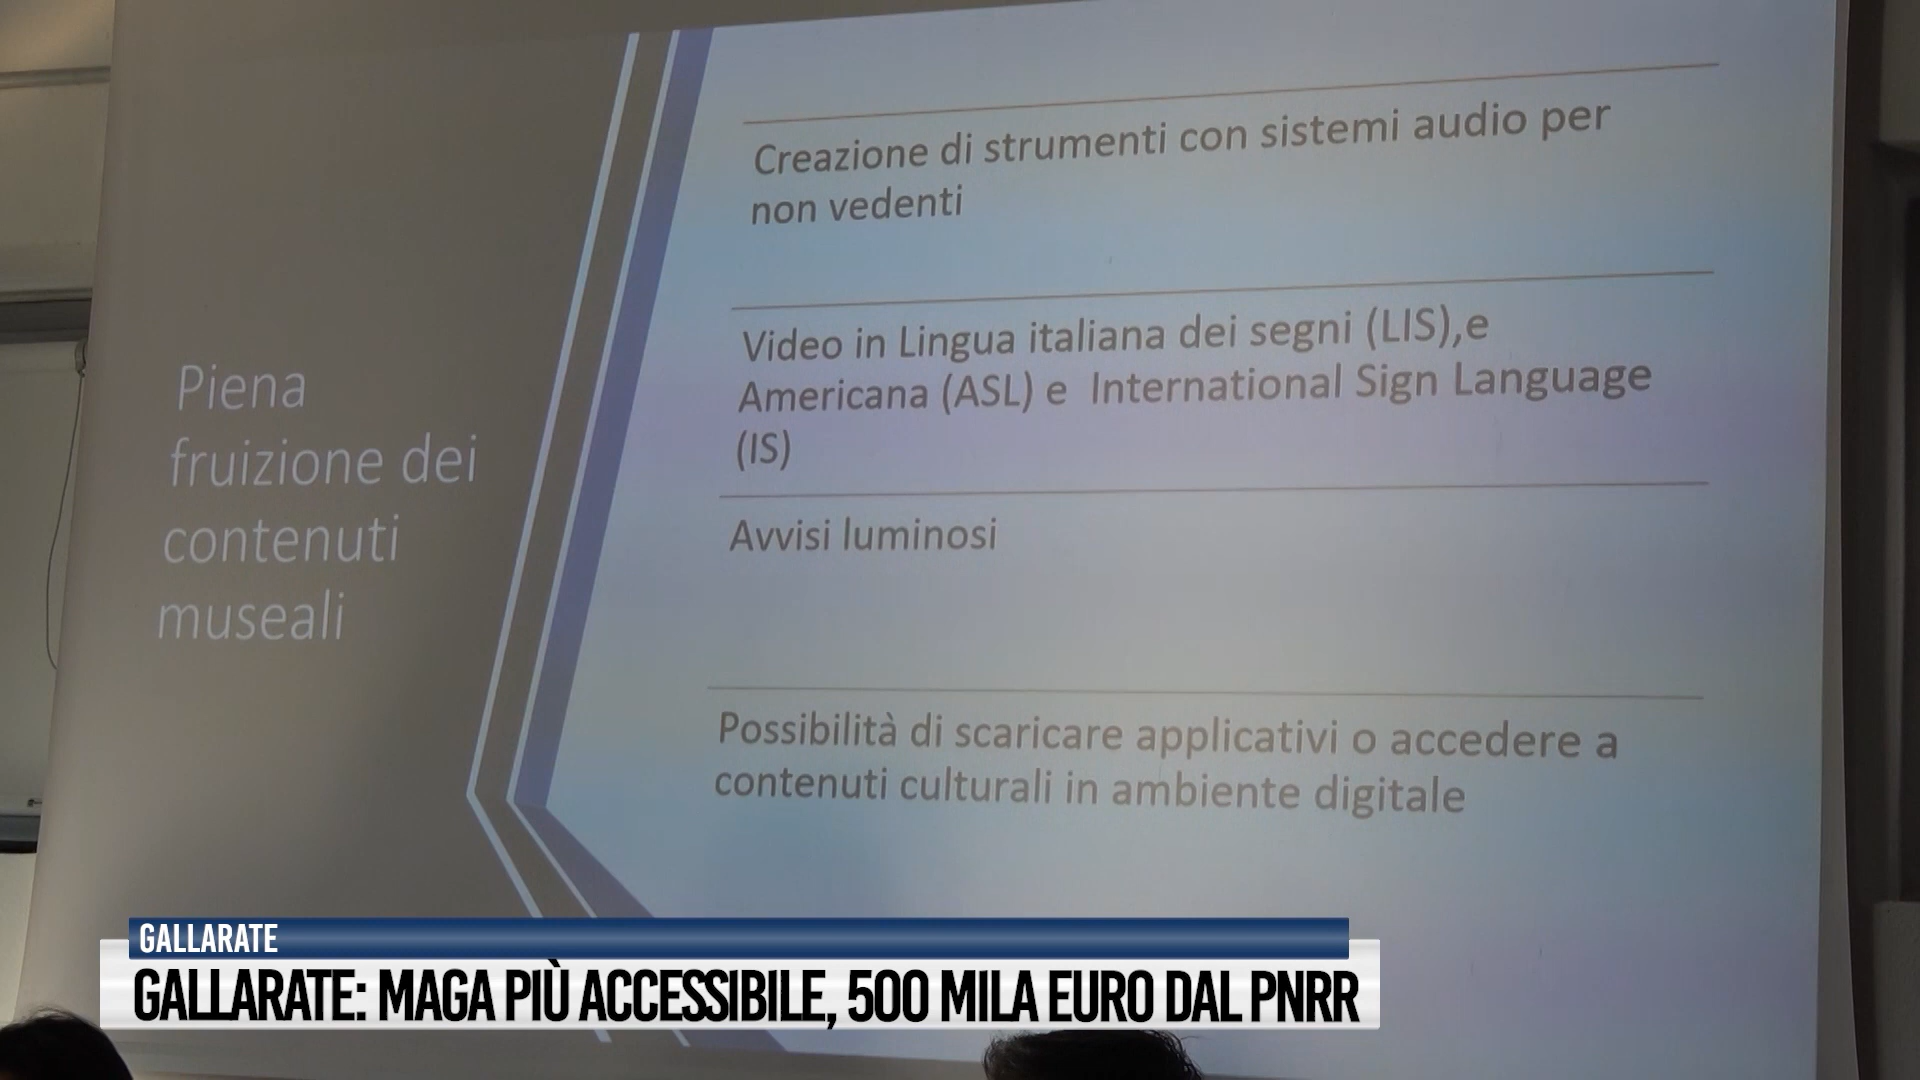 Piena
fruizione dei
contenuti
museali
Creazione di strumenti con sistemi audio per
non vedenti
Video in Lingua italiana dei segni (LIS),e
Americana (ASL) e International Sign Language
(IS)
Avvisi luminosi
Possibilità di scaricare applicativi o accedere a
contenuti culturali in ambiente digitale
GALLARATE
GALLARATE: MAGA PIÙ ACCESSIBILE, 500 MILA EURO DAL PNRR